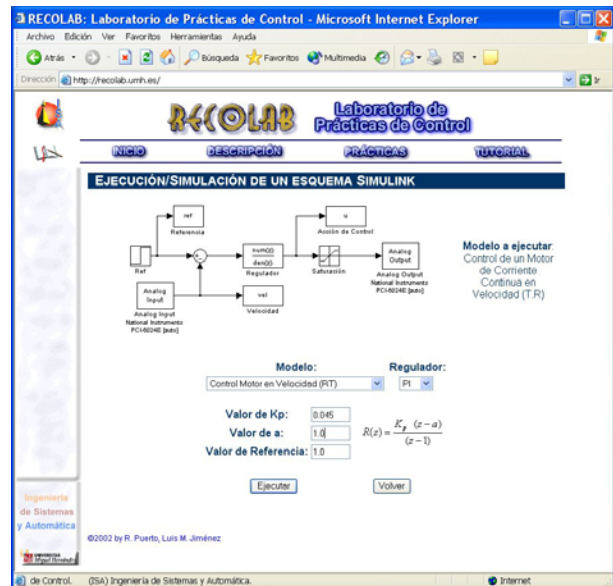 RECOLAB: Laboratorio de Prácticas de Control - Microsoft Internet Explorer
Archivo Edición Ver Favoritos Herramientas Ayuda
Atrás Búsqueda Favoritos Multimedia
Dirección http://recolab.umh.es/ Ir
RECOLAB
Laboratorio de
Prácticas de Control
INICIO DESCRIPCIÓN PRÁCTICAS TUTORIAL
EJECUCIÓN/SIMULACIÓN DE UN ESQUEMA SIMULINK
ref
Referencia
u
Acción de Control
Ref
num(z)
den(z)
Regulador
Saturación
Analog
Output
Analog Output
National Instruments
PCI-6024E [auto]
Analog
Input
Analog Input
National Instruments
PCI-6024E [auto]
vel
Velocidad
Modelo a ejecutar:
Control de un Motor
de Corriente
Continua en
Velocidad (T.R)
Modelo: Regulador:
Control Motor en Velocidad (RT) PI
Valor de Kp: 0.045
Valor de a: 1.0
R(z) = K_p (z-a) / (z-1)
Valor de Referencia: 1.0
Ejecutar Volver
Ingeniería
de Sistemas
y Automática
©2002 by R. Puerto, Luis M. Jiménez
UNIVERSITAS
Miguel Hernández
de Control. (ISA) Ingeniería de Sistemas y Automática. Internet